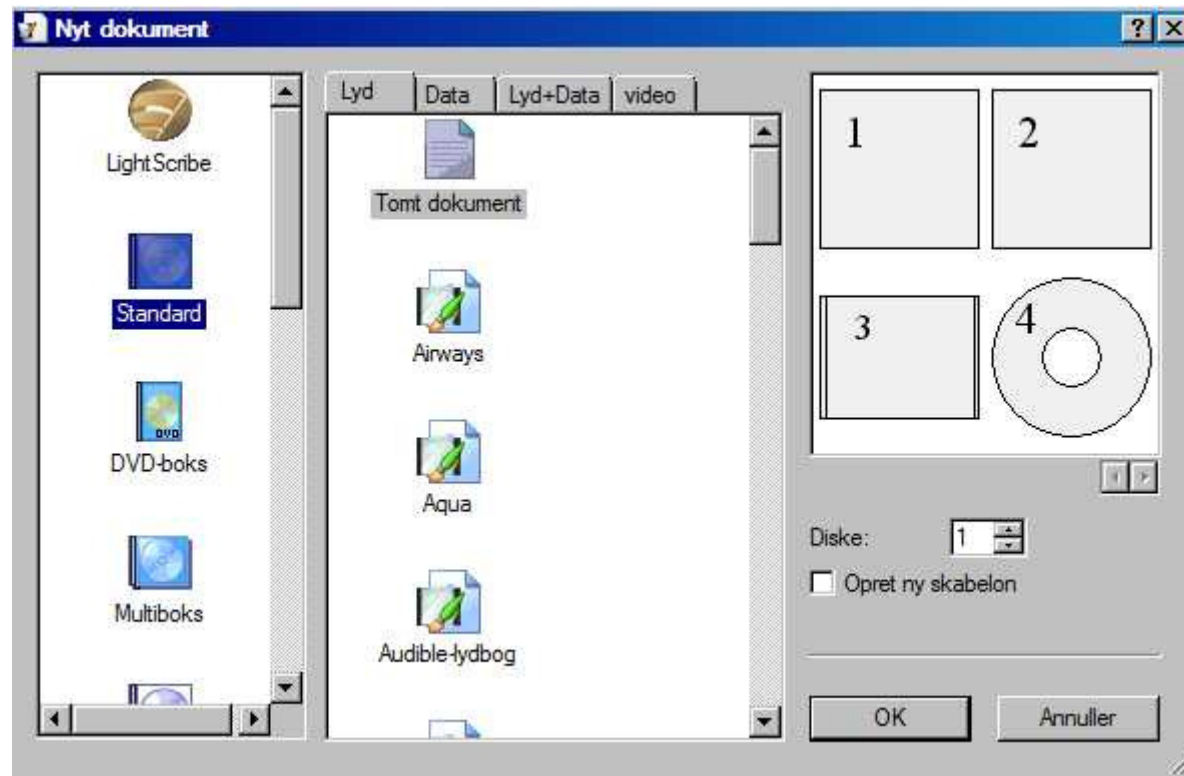 Nyt dokument
LightScribe
Standard
DVD
DVD-boks
Multiboks
Lyd Data Lyd+Data video
Tomt dokument
Airways
Aqua
Audible-lydbog
1 2
3 4
Diske: 1
Opret ny skabelon
OK Annuller